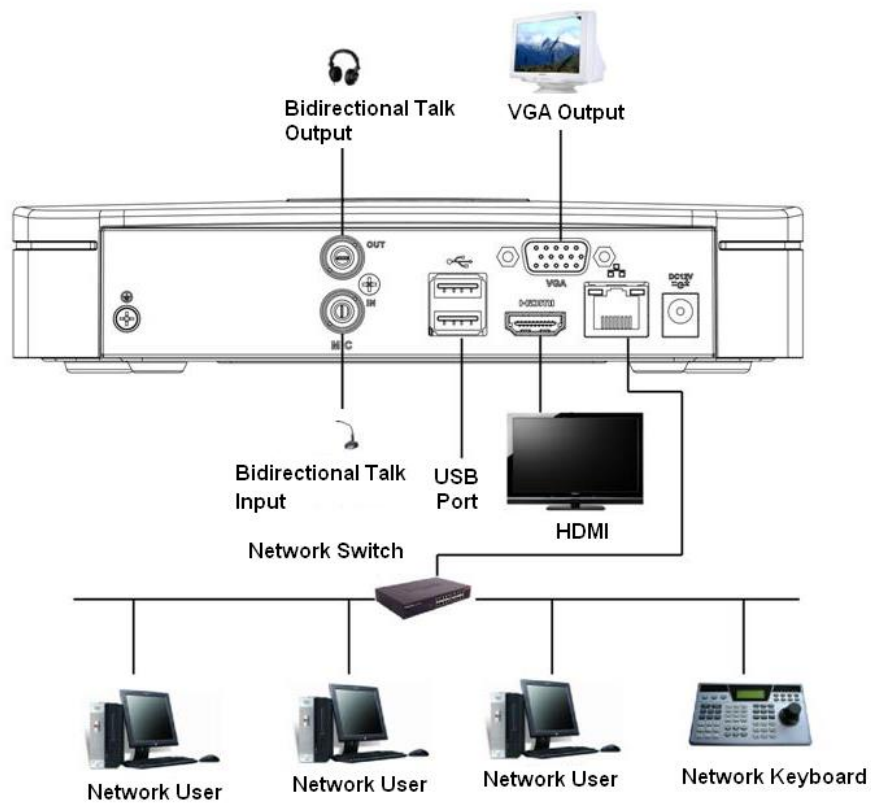 Bidirectional Talk
Output
VGA Output
OUT
VGA
DC12V
IN
HDMI
MIC
Bidirectional Talk
Input
USB
Port
HDMI
Network Switch
Network User
Network User
Network User
Network Keyboard